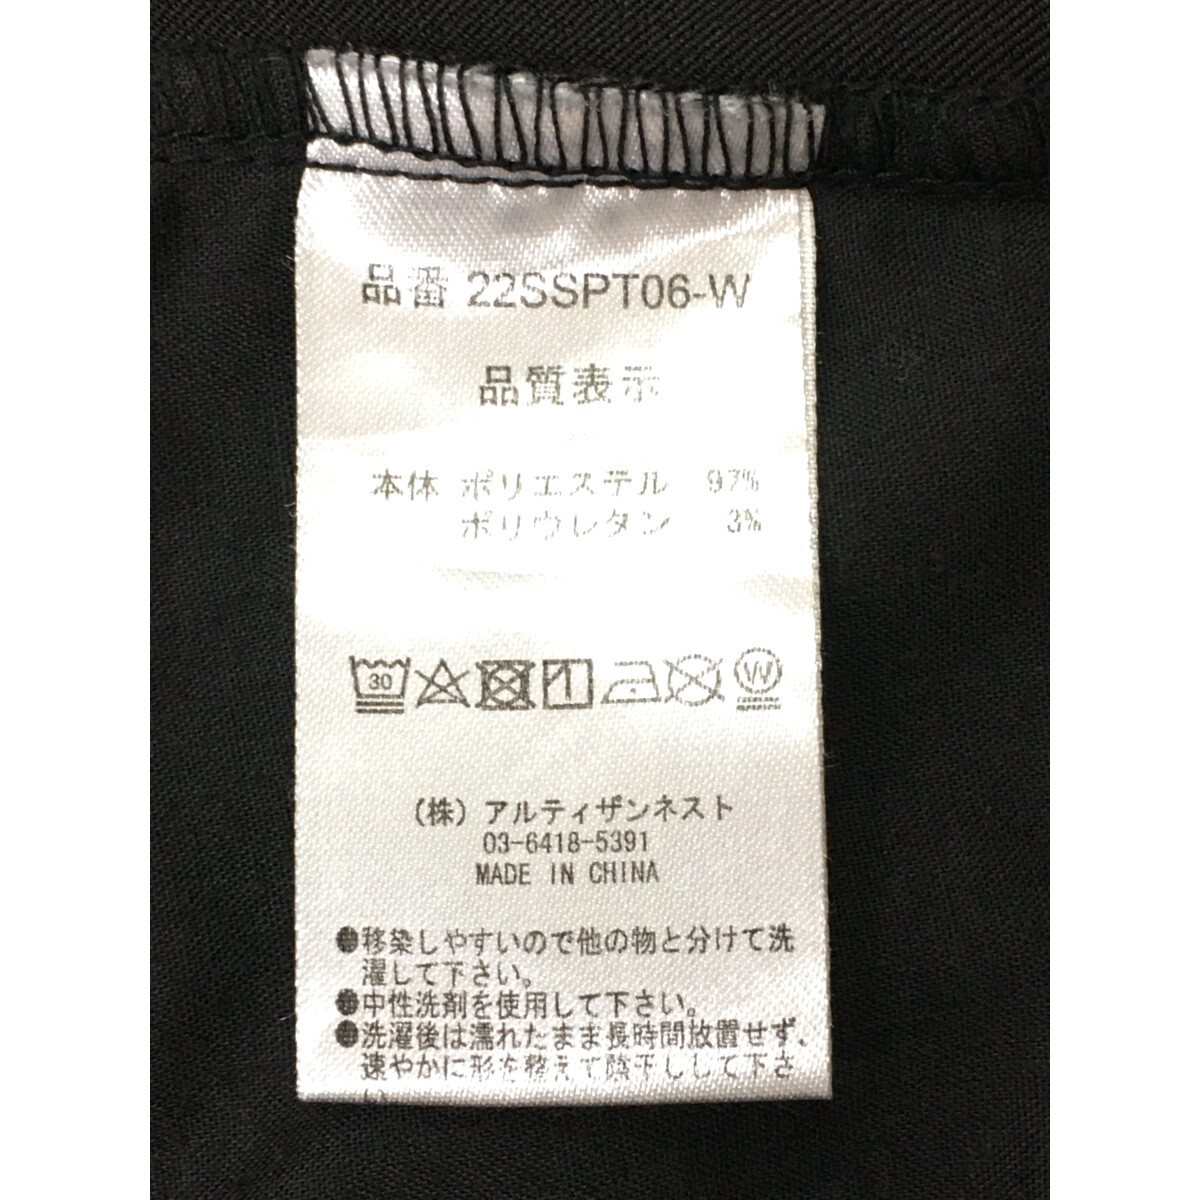 品番 22SSPT06-W
品質表示
本体 ポリエステル 97%
ポリウレタン 3%
30 W
(株) アルティザンネスト
03-6418-5391
MADE IN CHINA
●移染しやすいので他の物と分けて洗
濯して下さい。
●中性洗剤を使用して下さい。
●洗濯後は濡れたまま長時間放置せず、
速やかに形を整えて陰干しして下さ
い